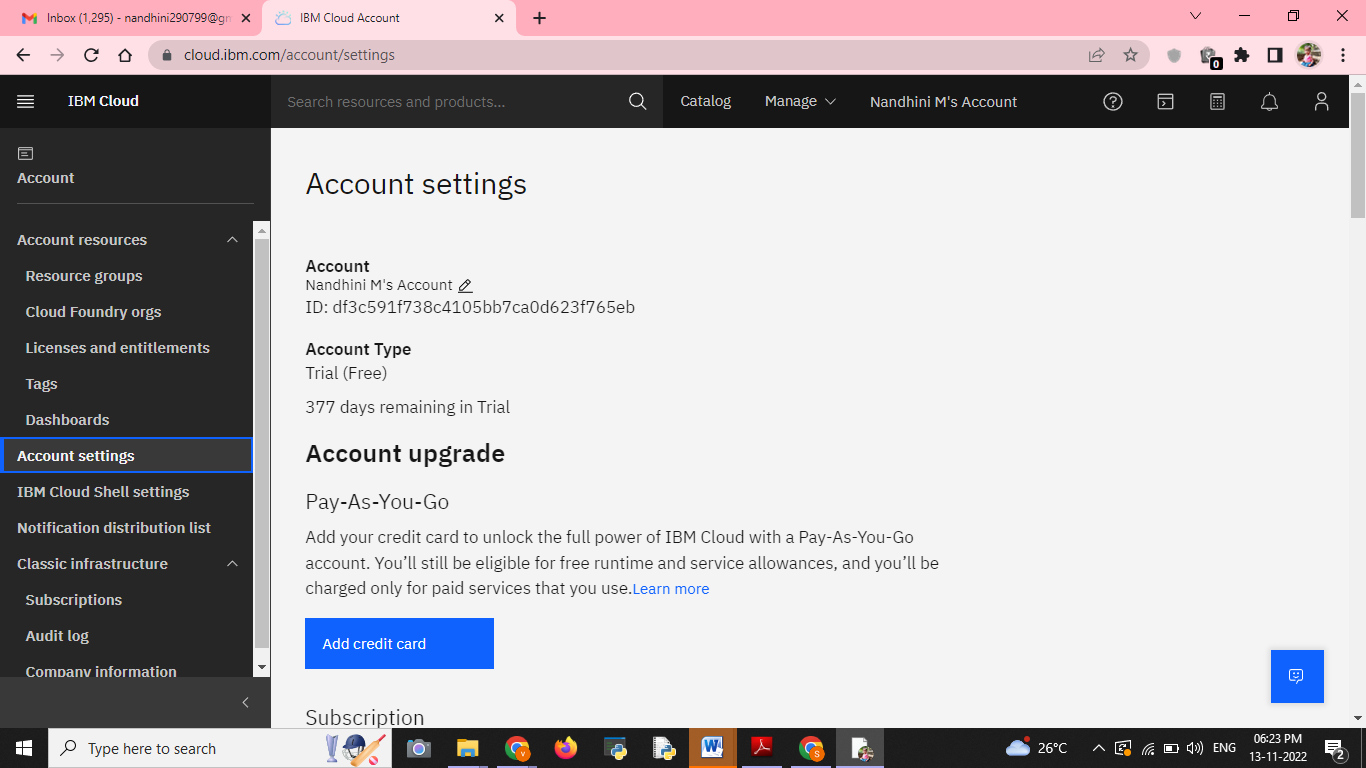 Inbox (1,295) - nandhini290799@gm
IBM Cloud Account
cloud.ibm.com/account/settings
0
IBM Cloud
Search resources and products...
Catalog
Manage
Nandhini M's Account
Account
Account resources
Resource groups
Cloud Foundry orgs
Licenses and entitlements
Tags
Dashboards
Account settings
IBM Cloud Shell settings
Notification distribution list
Classic infrastructure
Subscriptions
Audit log
Company information
Account settings
Account
Nandhini M's Account
ID: df3c591f738c4105bb7ca0d623f765eb
Account Type
Trial (Free)
377 days remaining in Trial
Account upgrade
Pay-As-You-Go
Add your credit card to unlock the full power of IBM Cloud with a Pay-As-You-Go
account. You’ll still be eligible for free runtime and service allowances, and you’ll be
charged only for paid services that you use.Learn more
Add credit card
Subscription
Type here to search
26°C
ENG
06:23 PM
13-11-2022
2